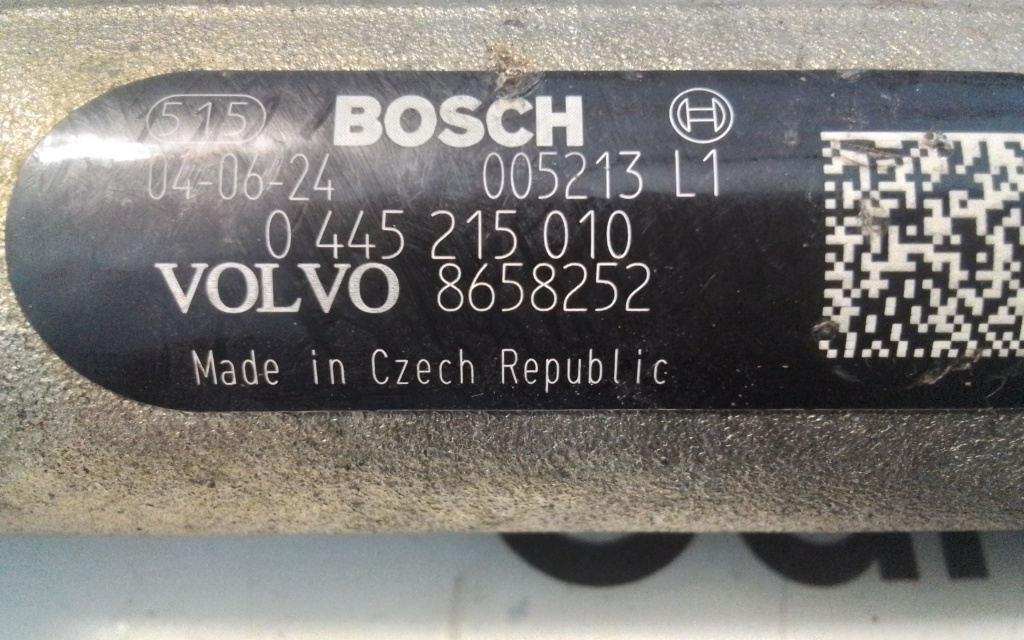 515 BOSCH
04-06-24 005213 L1
0 445 215 010
VOLVO 8658252
Made in Czech Republic